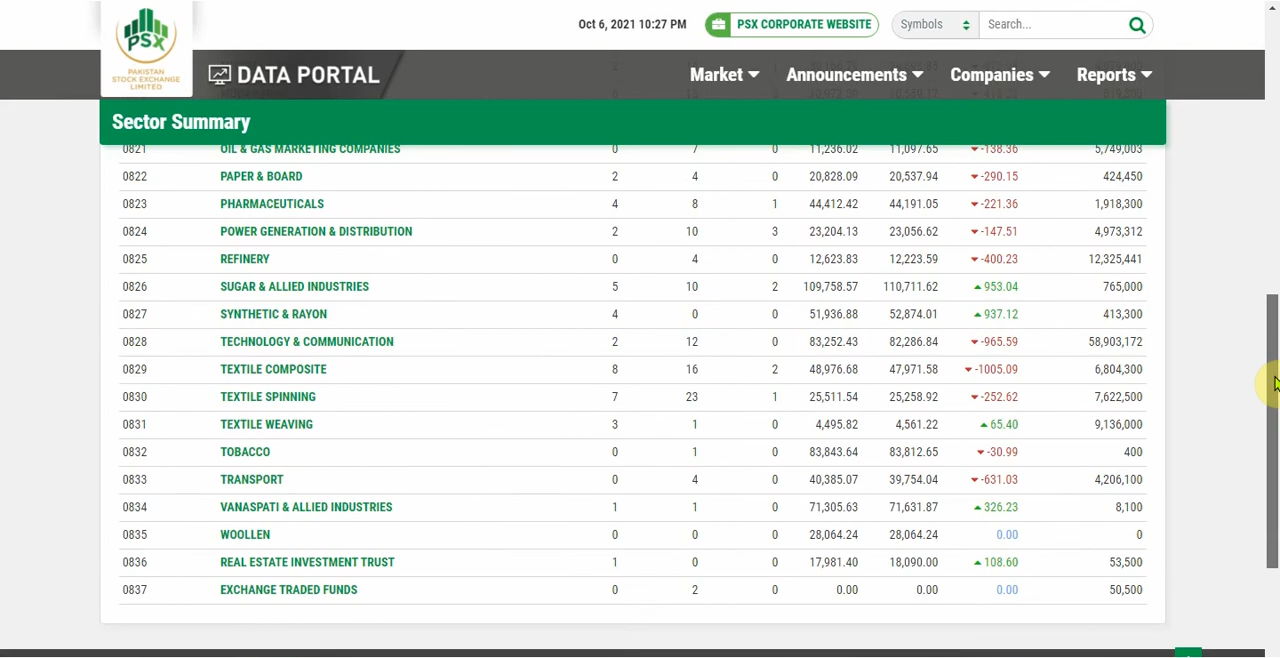 PSX
PAKISTAN
STOCK EXCHANGE
LIMITED
Oct 6, 2021 10:27 PM
PSX CORPORATE WEBSITE
Symbols
Search...
DATA PORTAL
Market
Announcements
Companies
Reports
Sector Summary
0821 OIL & GAS MARKETING COMPANIES 0 7 0 11,236.02 11,097.65 -138.36 5,749,003
0822 PAPER & BOARD 2 4 0 20,828.09 20,537.94 -290.15 424,450
0823 PHARMACEUTICALS 4 8 1 44,412.42 44,191.05 -221.36 1,918,300
0824 POWER GENERATION & DISTRIBUTION 2 10 3 23,204.13 23,056.62 -147.51 4,973,312
0825 REFINERY 0 4 0 12,623.83 12,223.59 -400.23 12,325,441
0826 SUGAR & ALLIED INDUSTRIES 5 10 2 109,758.57 110,711.62 953.04 765,000
0827 SYNTHETIC & RAYON 4 0 0 51,936.88 52,874.01 937.12 413,300
0828 TECHNOLOGY & COMMUNICATION 2 12 0 83,252.43 82,286.84 -965.59 58,903,172
0829 TEXTILE COMPOSITE 8 16 2 48,976.68 47,971.58 -1005.09 6,804,300
0830 TEXTILE SPINNING 7 23 1 25,511.54 25,258.92 -252.62 7,622,500
0831 TEXTILE WEAVING 3 1 0 4,495.82 4,561.22 65.40 9,136,000
0832 TOBACCO 0 1 0 83,843.64 83,812.65 -30.99 400
0833 TRANSPORT 0 4 0 40,385.07 39,754.04 -631.03 4,206,100
0834 VANASPATI & ALLIED INDUSTRIES 1 1 0 71,305.63 71,631.87 326.23 8,100
0835 WOOLLEN 0 0 0 28,064.24 28,064.24 0.00 0
0836 REAL ESTATE INVESTMENT TRUST 1 0 0 17,981.40 18,090.00 108.60 53,500
0837 EXCHANGE TRADED FUNDS 0 2 0 0.00 0.00 0.00 50,500